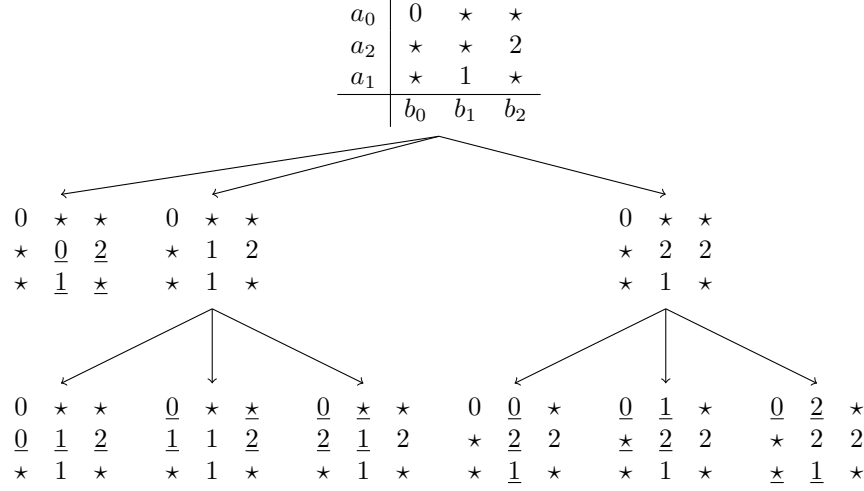 a₀ 0 ⋆ ⋆
a₂ ⋆ ⋆ 2
a₁ ⋆ 1 ⋆
b₀ b₁ b₂
0 ⋆ ⋆ 0 ⋆ ⋆ 0 ⋆ ⋆
⋆ 0 2 ⋆ 1 2 ⋆ 2 2
⋆ 1 ⋆ ⋆ 1 ⋆ ⋆ 1 ⋆
0 ⋆ ⋆ 0 ⋆ ⋆ 0 ⋆ ⋆ 0 0 ⋆ 0 1 ⋆ 0 2 ⋆
0 1 2 1 1 2 2 1 2 ⋆ 2 2 ⋆ 2 2 ⋆ 2 2
⋆ 1 ⋆ ⋆ 1 ⋆ ⋆ 1 ⋆ ⋆ 1 ⋆ ⋆ 1 ⋆ ⋆ 1 ⋆